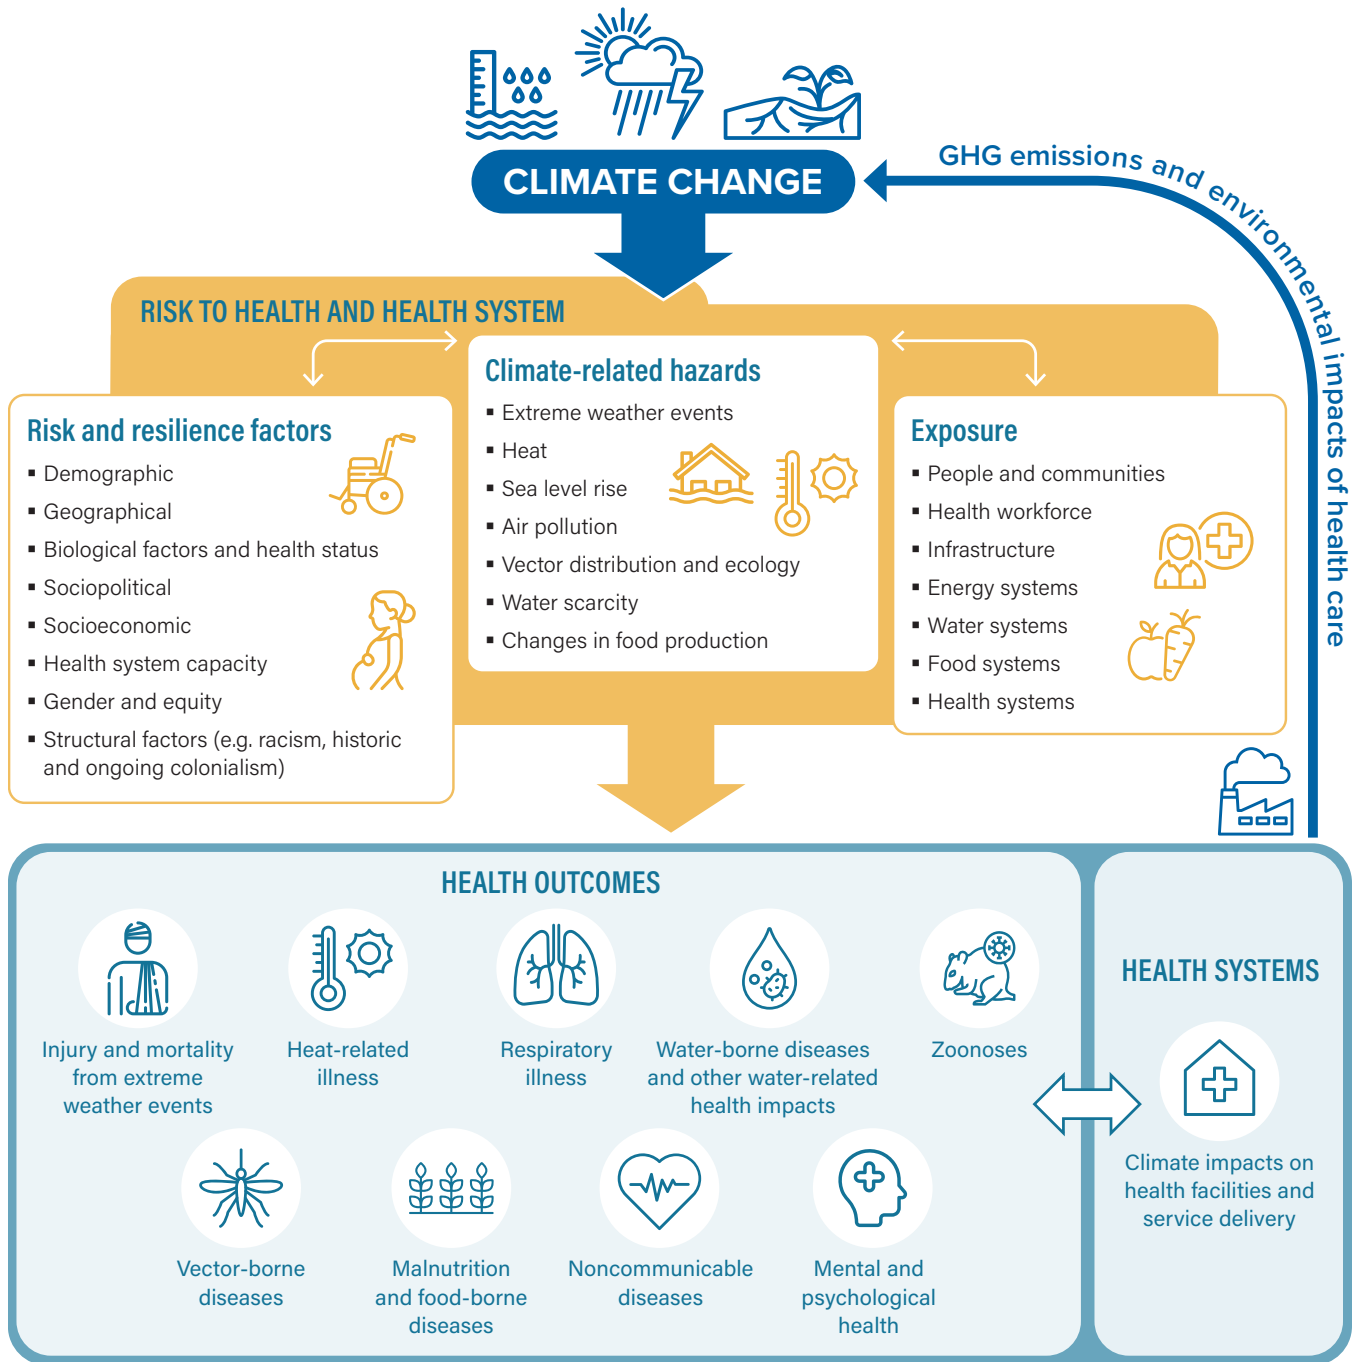 CLIMATE CHANGE
GHG emissions and environmental impacts of health care
RISK TO HEALTH AND HEALTH SYSTEM
Risk and resilience factors
▪ Demographic
▪ Geographical
▪ Biological factors and health status
▪ Sociopolitical
▪ Socioeconomic
▪ Health system capacity
▪ Gender and equity
▪ Structural factors (e.g. racism, historic
and ongoing colonialism)
Climate-related hazards
▪ Extreme weather events
▪ Heat
▪ Sea level rise
▪ Air pollution
▪ Vector distribution and ecology
▪ Water scarcity
▪ Changes in food production
Exposure
▪ People and communities
▪ Health workforce
▪ Infrastructure
▪ Energy systems
▪ Water systems
▪ Food systems
▪ Health systems
HEALTH OUTCOMES
Injury and mortality
from extreme
weather events
Heat-related
illness
Respiratory
illness
Water-borne diseases
and other water-related
health impacts
Zoonoses
Vector-borne
diseases
Malnutrition
and food-borne
diseases
Noncommunicable
diseases
Mental and
psychological
health
HEALTH SYSTEMS
Climate impacts on
health facilities and
service delivery